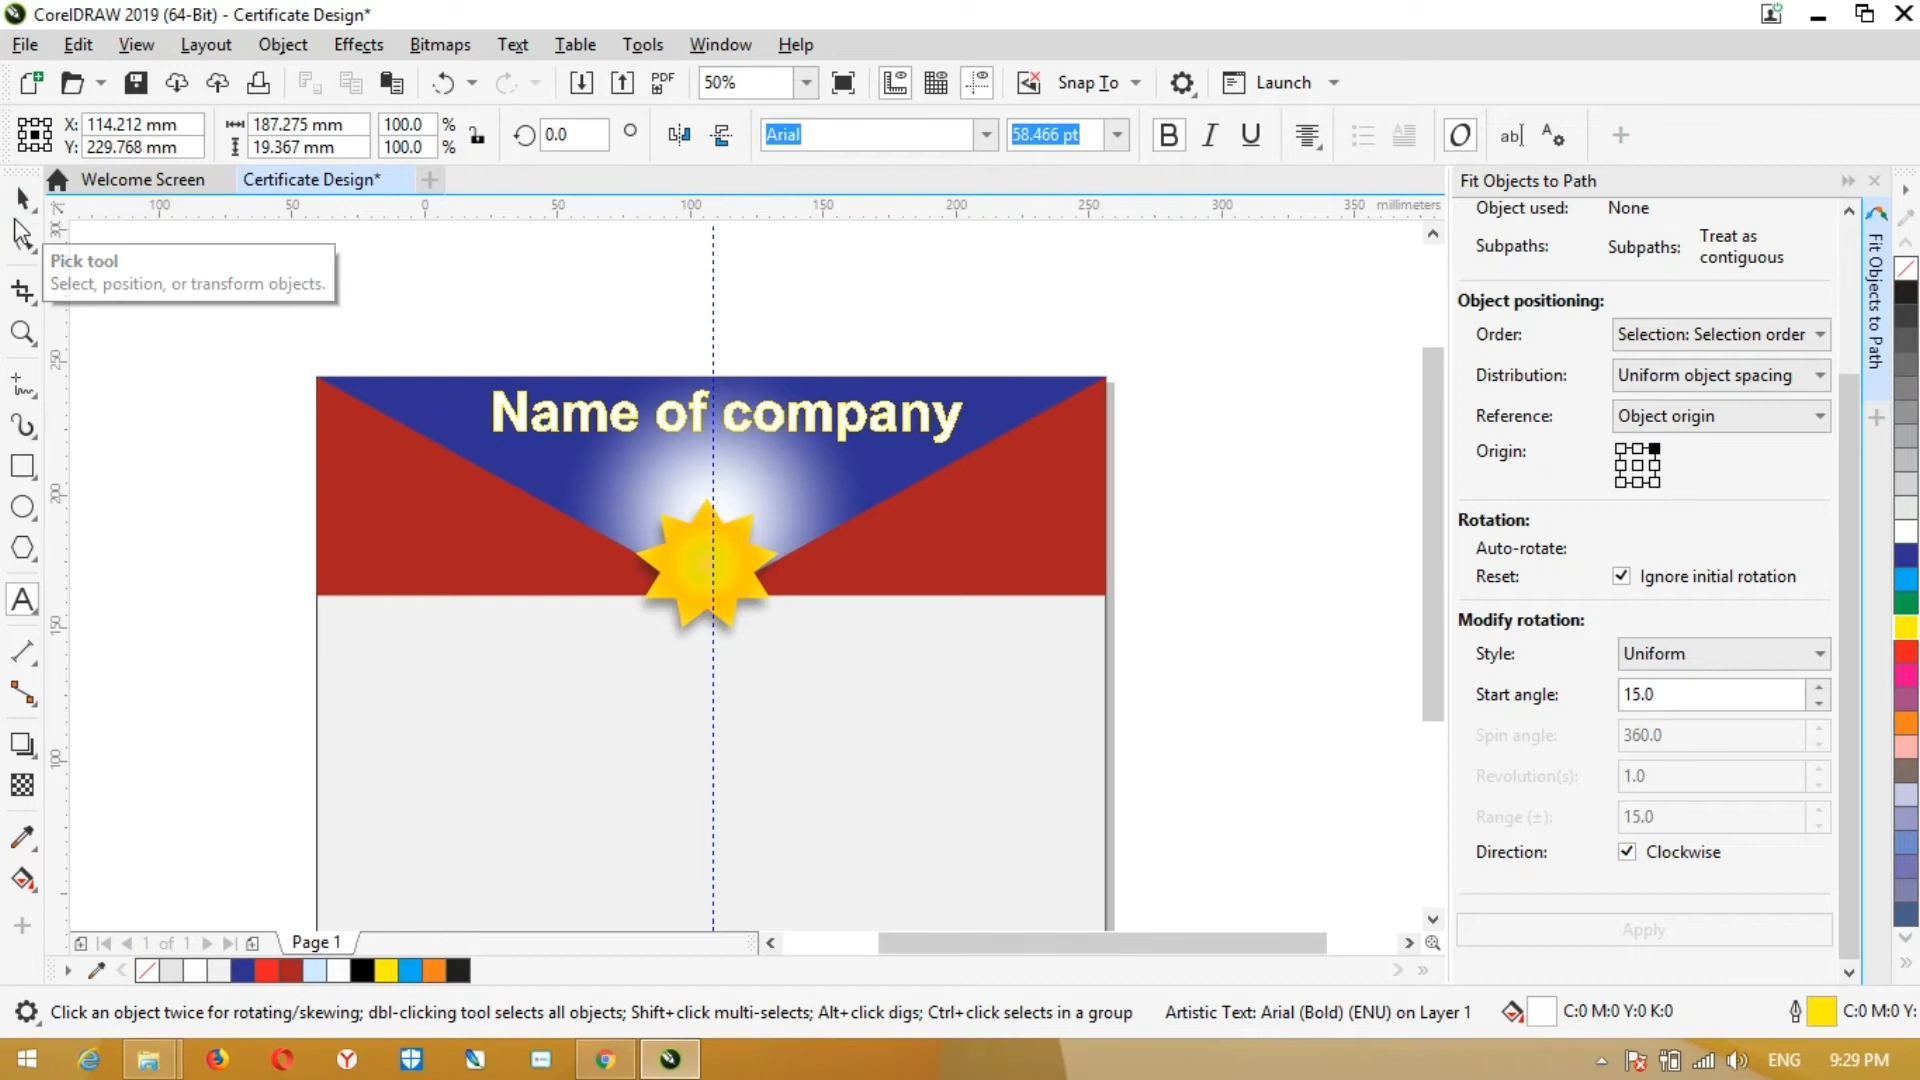 CorelDRAW 2019 (64-Bit) - Certificate Design*
File Edit View Layout Object Effects Bitmaps Text Table Tools Window Help
PDF 50% Snap To Launch
X: 114.212 mm 187.275 mm 100.0 % 0.0 Arial 58.466 pt B I U O ab|
Y: 229.768 mm 19.367 mm 100.0 %
Welcome Screen Certificate Design*
100 50 0 50 100 150 200 250 300 350 millimeters
Pick tool
Select, position, or transform objects.
250
200
150
100
Name of company
Fit Objects to Path
Object used: None
Subpaths: Subpaths: Treat as
contiguous
Object positioning:
Order: Selection: Selection order
Distribution: Uniform object spacing
Reference: Object origin
Origin:
Rotation:
Auto-rotate:
Reset: Ignore initial rotation
Modify rotation:
Style: Uniform
Start angle: 15.0
Spin angle: 360.0
Revolution(s): 1.0
Range (±): 15.0
Direction: Clockwise
Apply
Fit Objects to Path
1 of 1 Page 1
Click an object twice for rotating/skewing; dbl-clicking tool selects all objects; Shift+click multi-selects; Alt+click digs; Ctrl+click selects in a group Artistic Text: Arial (Bold) (ENU) on Layer 1 C:0 M:0 Y:0 K:0 C:0 M:0 Y:
ENG 9:29 PM